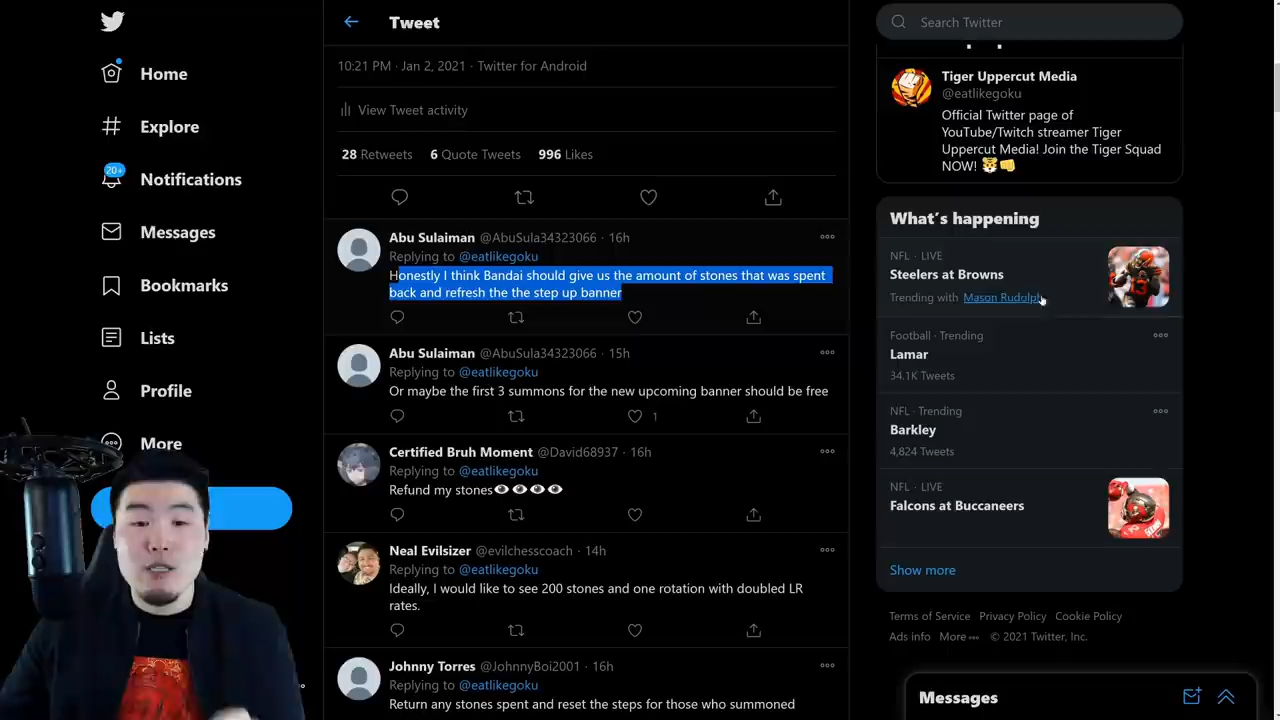 Home
Explore
20+
Notifications
Messages
Bookmarks
Lists
Profile
More
Tweet
10:21 PM · Jan 2, 2021 · Twitter for Android
View Tweet activity
28 Retweets 6 Quote Tweets 996 Likes
Abu Sulaiman @AbuSula34323066 · 16h
Replying to @eatlikegoku
Honestly I think Bandai should give us the amount of stones that was spent
back and refresh the the step up banner
Abu Sulaiman @AbuSula34323066 · 15h
Replying to @eatlikegoku
Or maybe the first 3 summons for the new upcoming banner should be free
1
Certified Bruh Moment @David68937 · 16h
Replying to @eatlikegoku
Refund my stones👁👁👁👁
Neal Evilsizer @evilchesscoach · 14h
Replying to @eatlikegoku
Ideally, I would like to see 200 stones and one rotation with doubled LR
rates.
Johnny Torres @JohnnyBoi2001 · 16h
Replying to @eatlikegoku
Return any stones spent and reset the steps for those who summoned
Search Twitter
Tiger Uppercut Media
@eatlikegoku
Official Twitter page of
YouTube/Twitch streamer Tiger
Uppercut Media! Join the Tiger Squad
NOW! 🐯👊
What's happening
NFL · LIVE
Steelers at Browns
Trending with Mason Rudolph
Football · Trending
Lamar
34.1K Tweets
NFL · Trending
Barkley
4,824 Tweets
NFL · LIVE
Falcons at Buccaneers
Show more
Terms of Service Privacy Policy Cookie Policy
Ads info More ··· © 2021 Twitter, Inc.
Messages